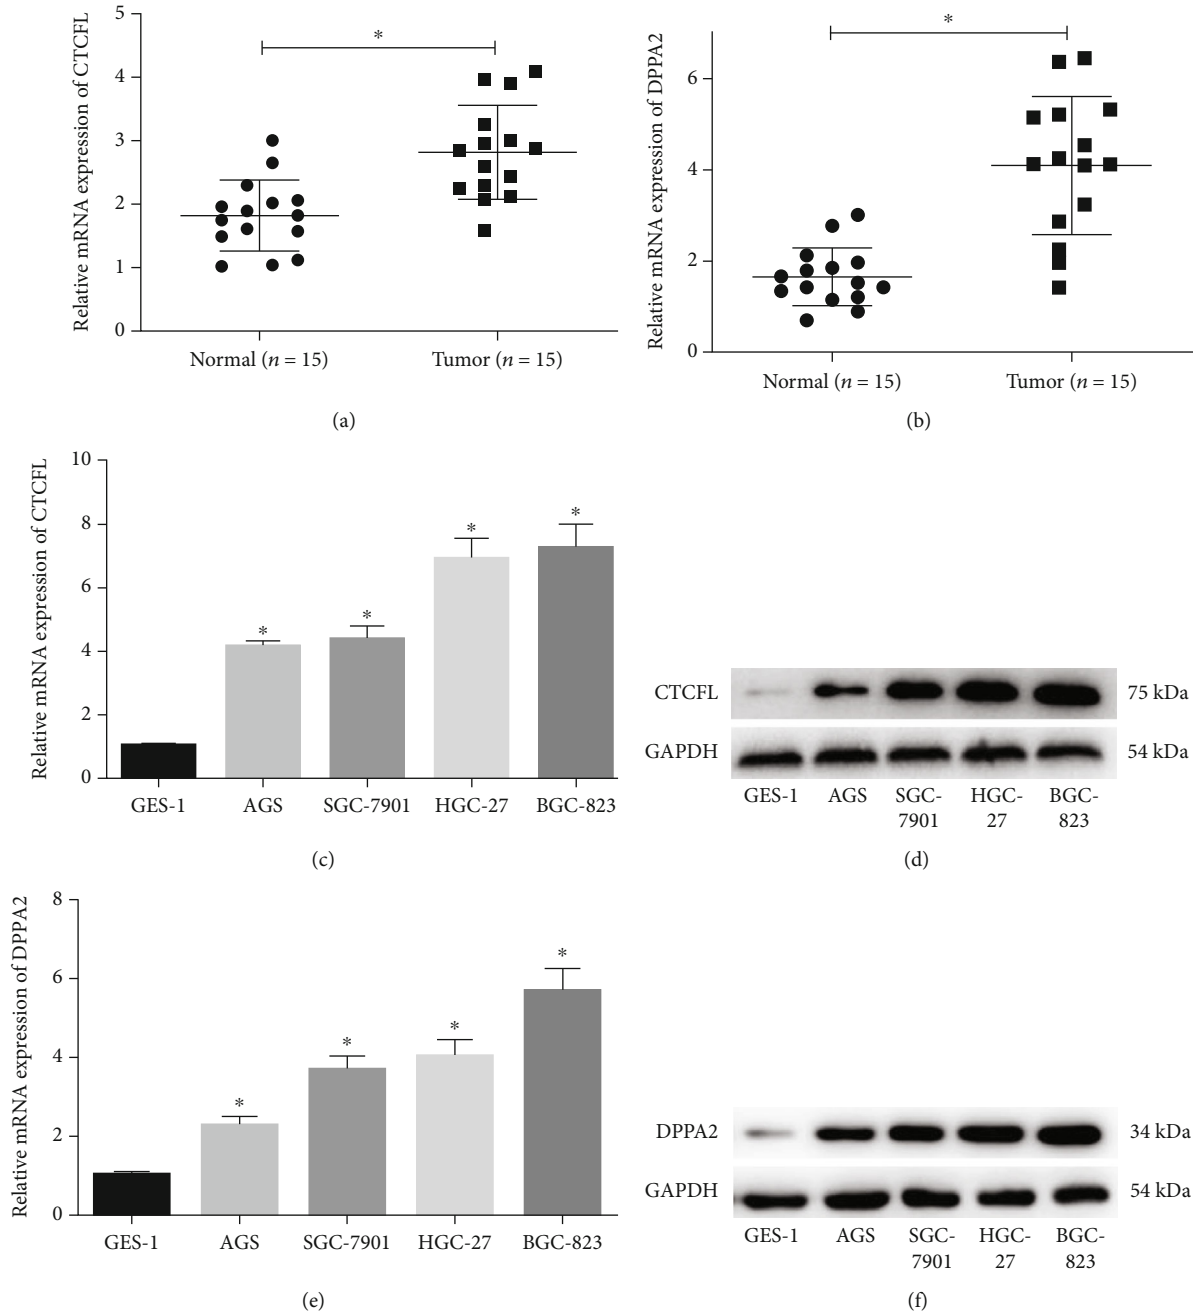 Relative mRNA expression of CTCFL
5
4
3
2
1
0
*
Normal (n = 15)
Tumor (n = 15)
(a)
Relative mRNA expression of DPPA2
6
4
2
0
*
Normal (n = 15)
Tumor (n = 15)
(b)
Relative mRNA expression of CTCFL
10
8
6
4
2
0
*
*
*
*
GES-1
AGS
SGC-7901
HGC-27
BGC-823
(c)
CTCFL
75 kDa
GAPDH
54 kDa
GES-1
AGS
SGC-
7901
HGC-
27
BGC-
823
(d)
Relative mRNA expression of DPPA2
8
6
4
2
0
*
*
*
*
GES-1
AGS
SGC-7901
HGC-27
BGC-823
(e)
DPPA2
34 kDa
GAPDH
54 kDa
GES-1
AGS
SGC-
7901
HGC-
27
BGC-
823
(f)